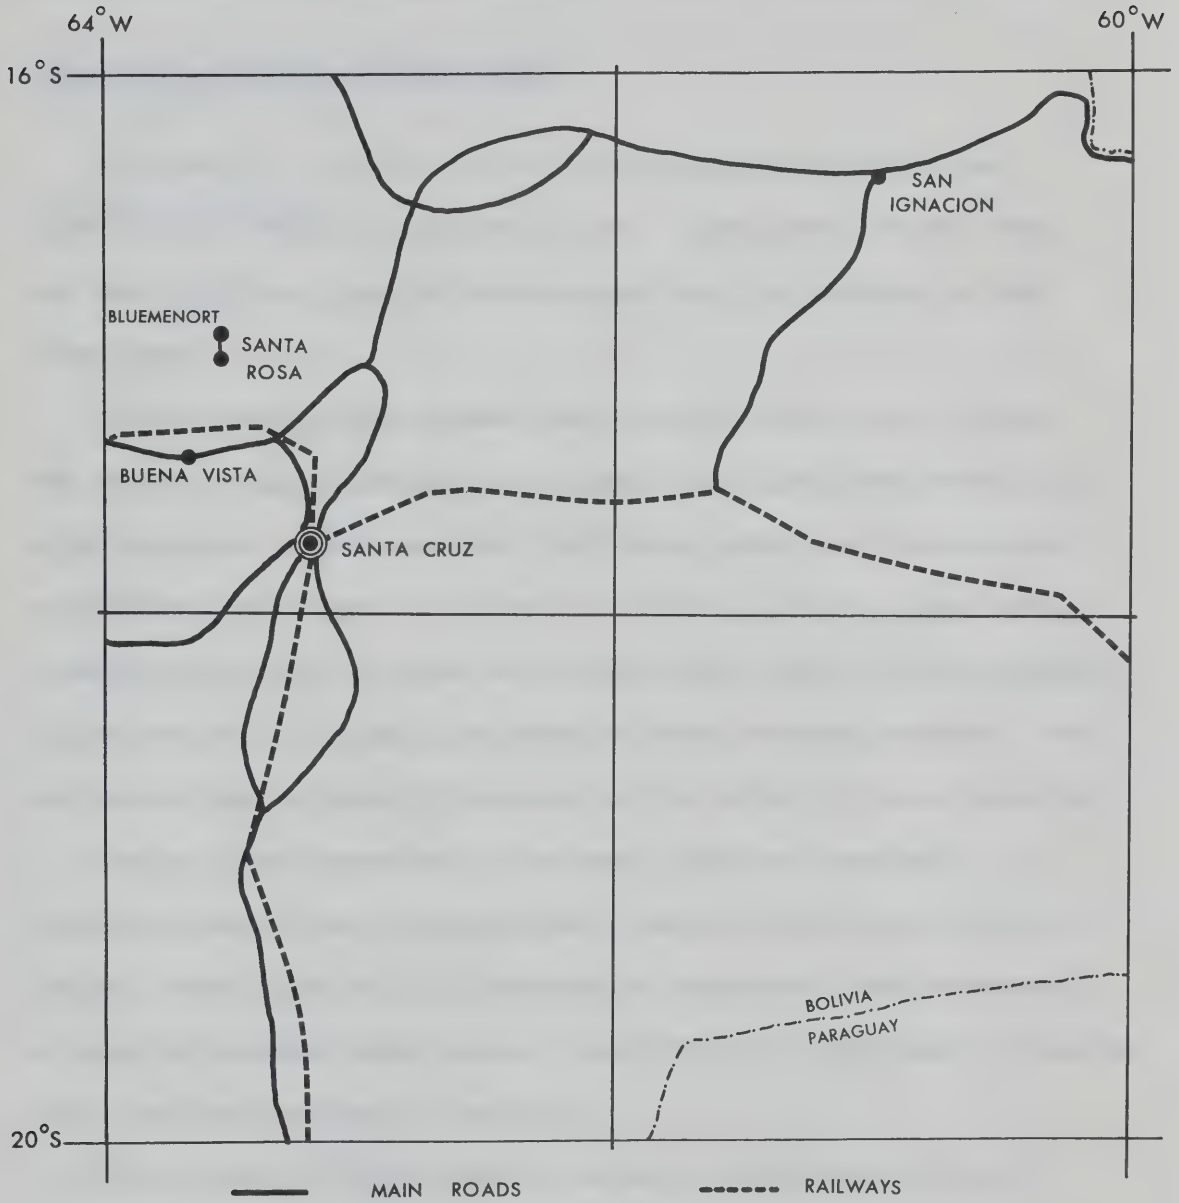 64°W
60°W
16°S
SAN
IGNACION
BLUEMENORT
SANTA
ROSA
BUENA VISTA
SANTA CRUZ
BOLIVIA
PARAGUAY
20°S
MAIN ROADS
RAILWAYS